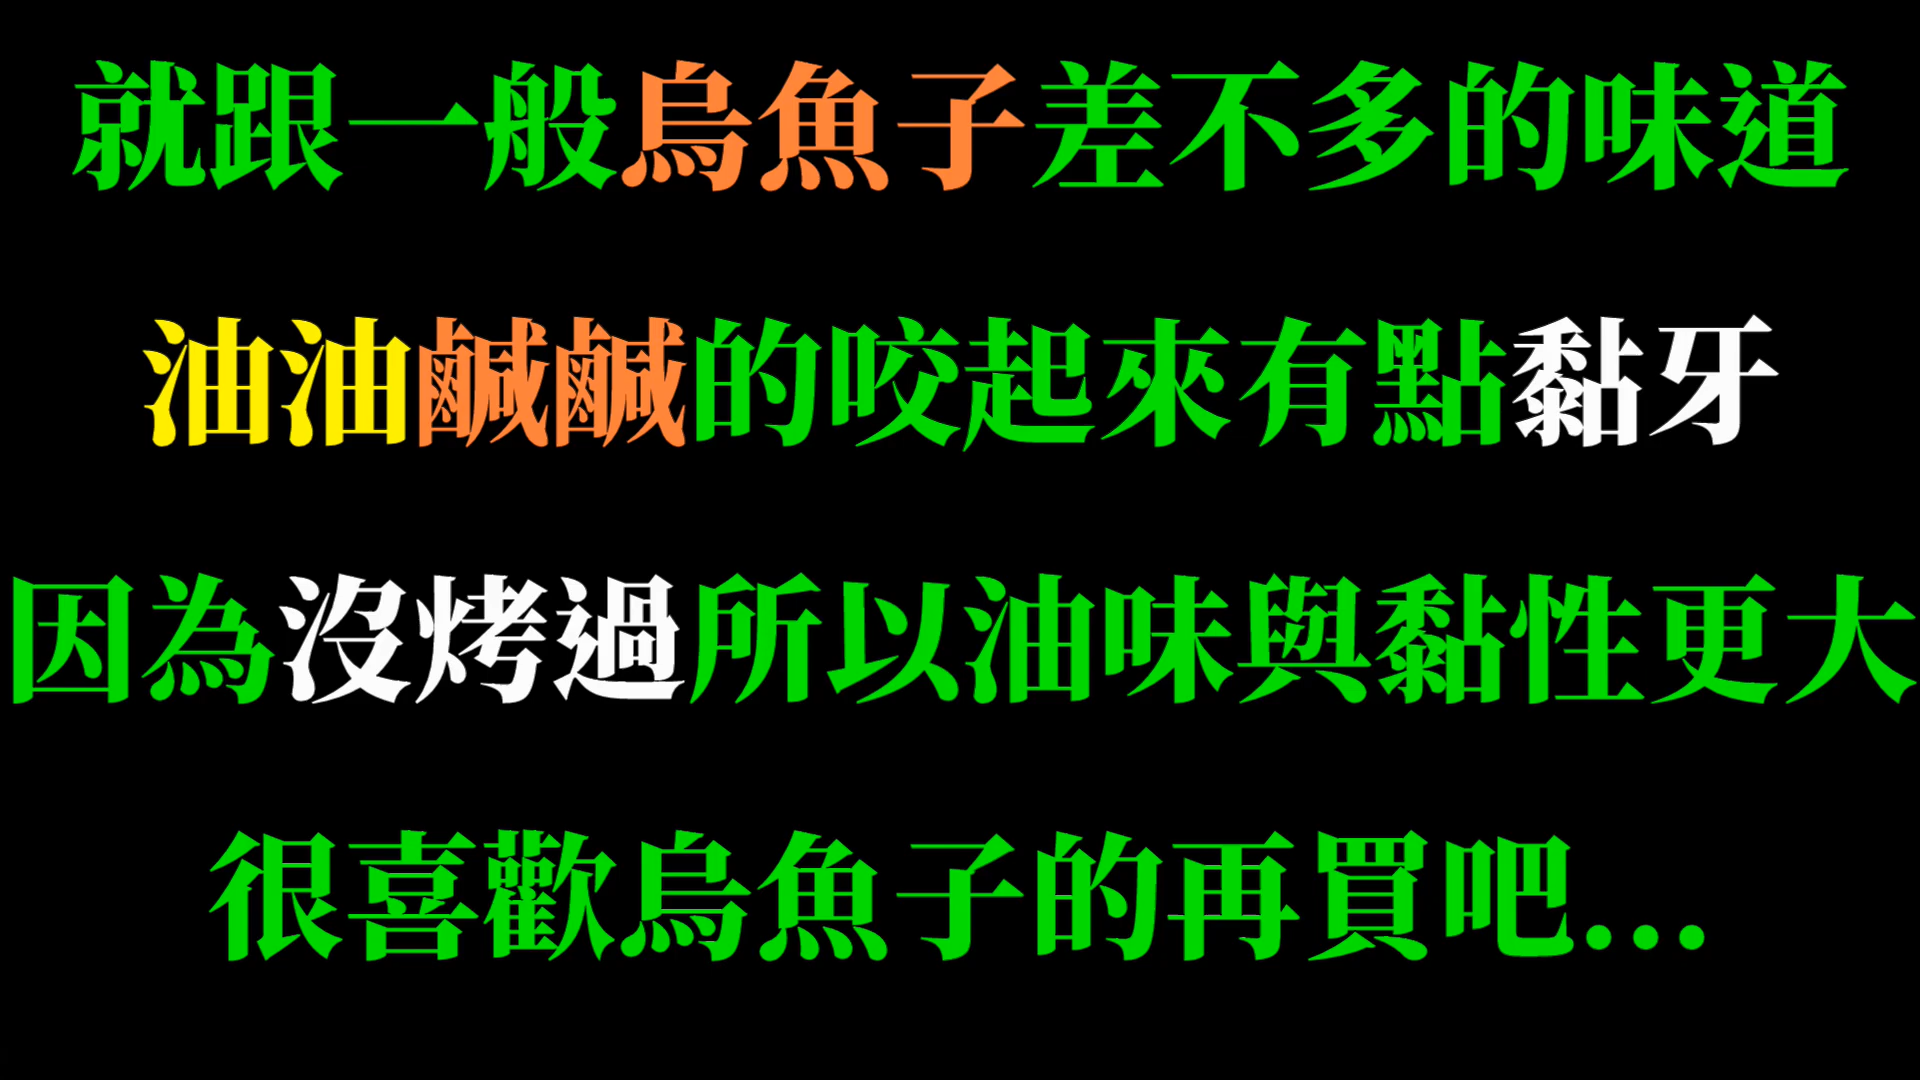 就跟一般烏魚子差不多的味道
油油鹹鹹的咬起來有點黏牙
因為沒烤過所以油味與黏性更大
很喜歡烏魚子的再買吧...